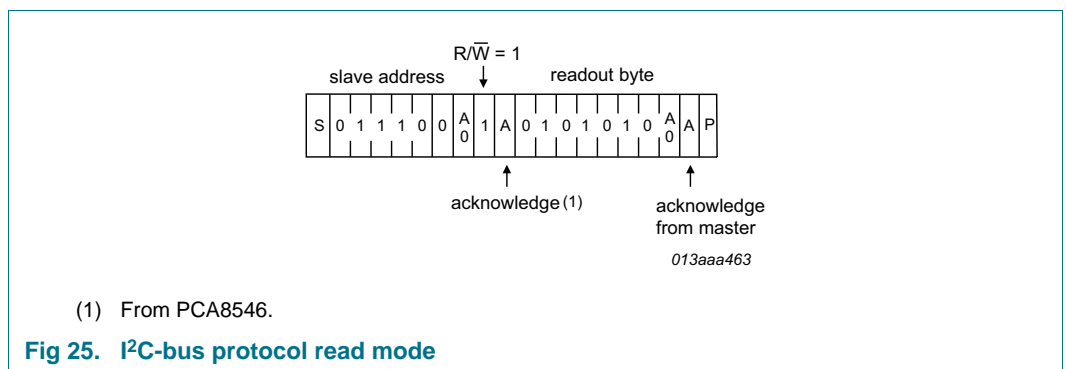 R/W̅ = 1
slave address readout byte
S 0 1 1 1 0 0 A0 1 A 0 1 0 1 0 1 0 A0 A P
acknowledge (1) acknowledge
from master
013aaa463
(1) From PCA8546.
Fig 25. I²C-bus protocol read mode